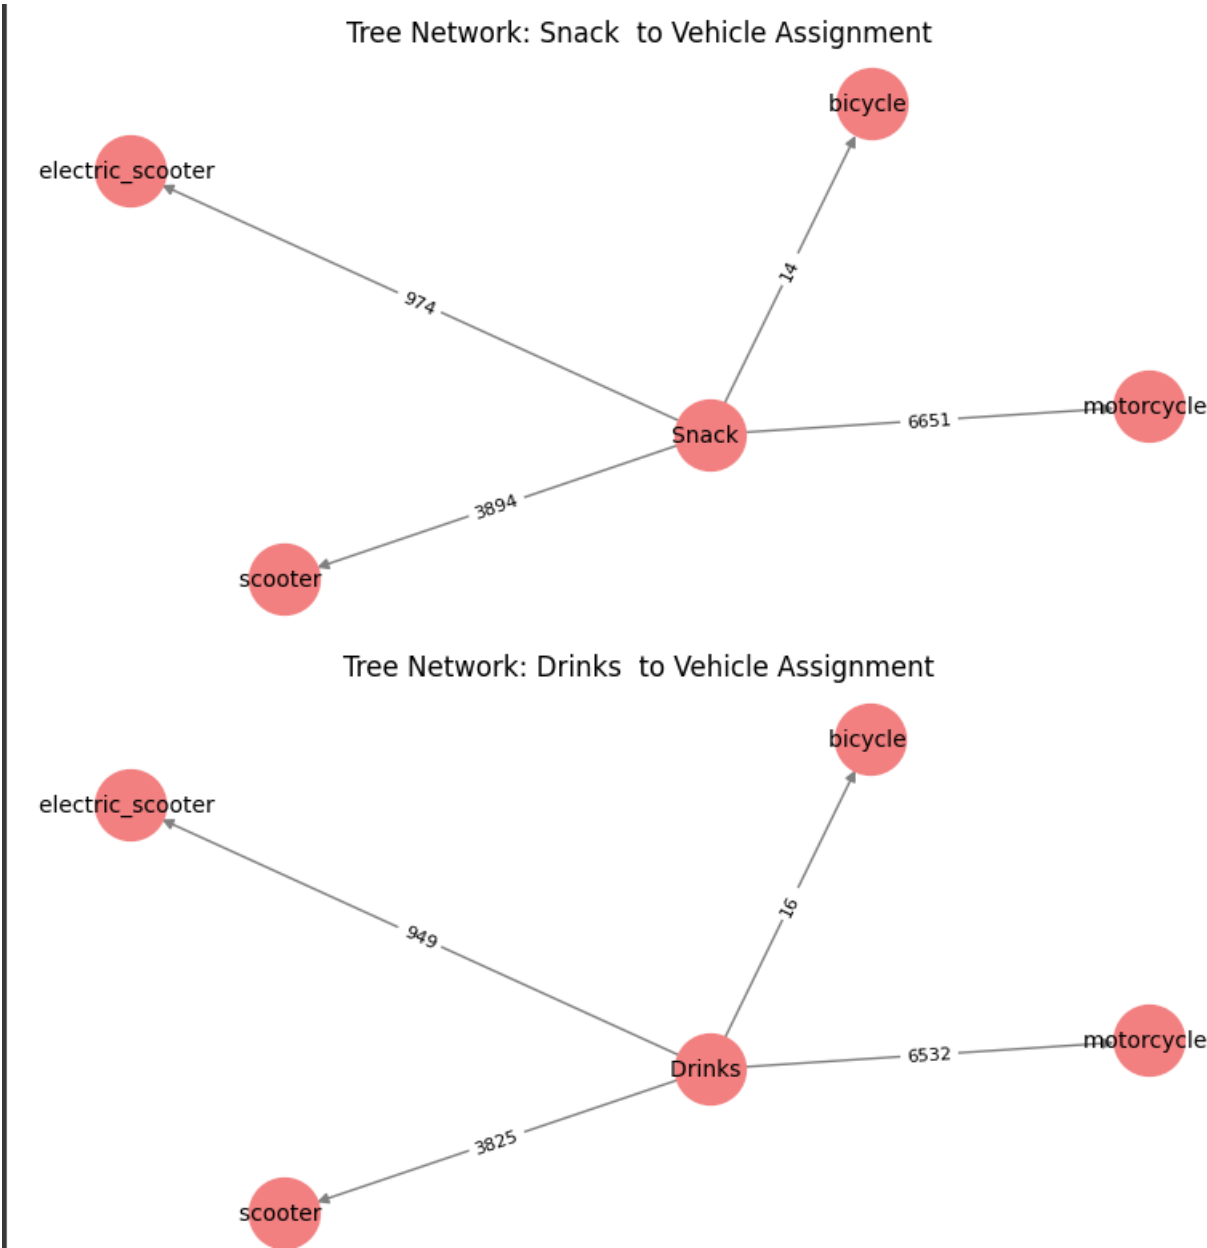 Tree Network: Snack  to Vehicle Assignment
bicycle
electric_scooter
14
974
motorcycle
6651
Snack
3894
scooter
Tree Network: Drinks  to Vehicle Assignment
bicycle
electric_scooter
16
949
motorcycle
6532
Drinks
3825
scooter